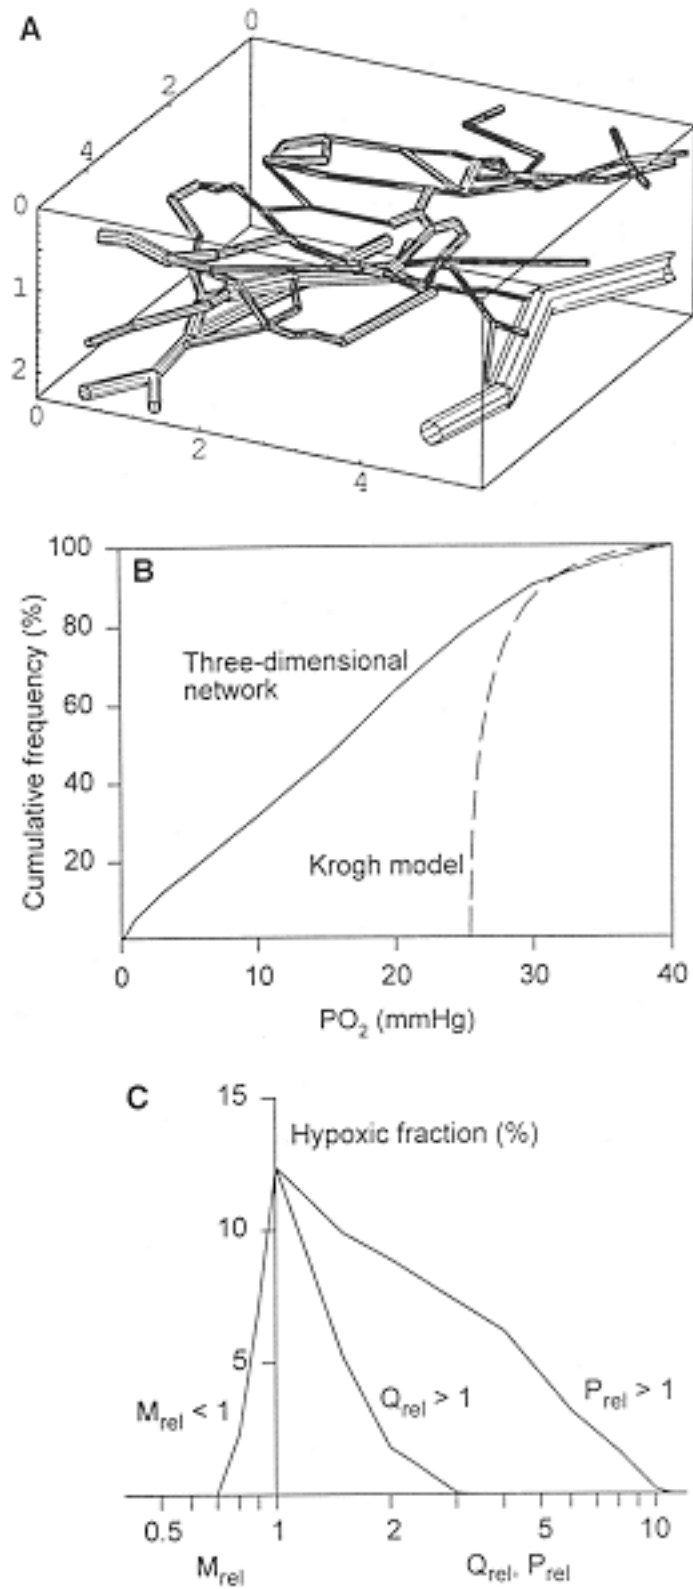 A
0
2
4
0
1
2
0
2
4
B
100
80
60
40
20
Cumulative frequency (%)
Three-dimensional
network
Krogh model
0
10
20
30
40
PO2 (mmHg)
C
15
Hypoxic fraction (%)
10
5
Mrel < 1
Qrel > 1
Prel > 1
0.5
1
2
5
10
Mrel
Qrel, Prel